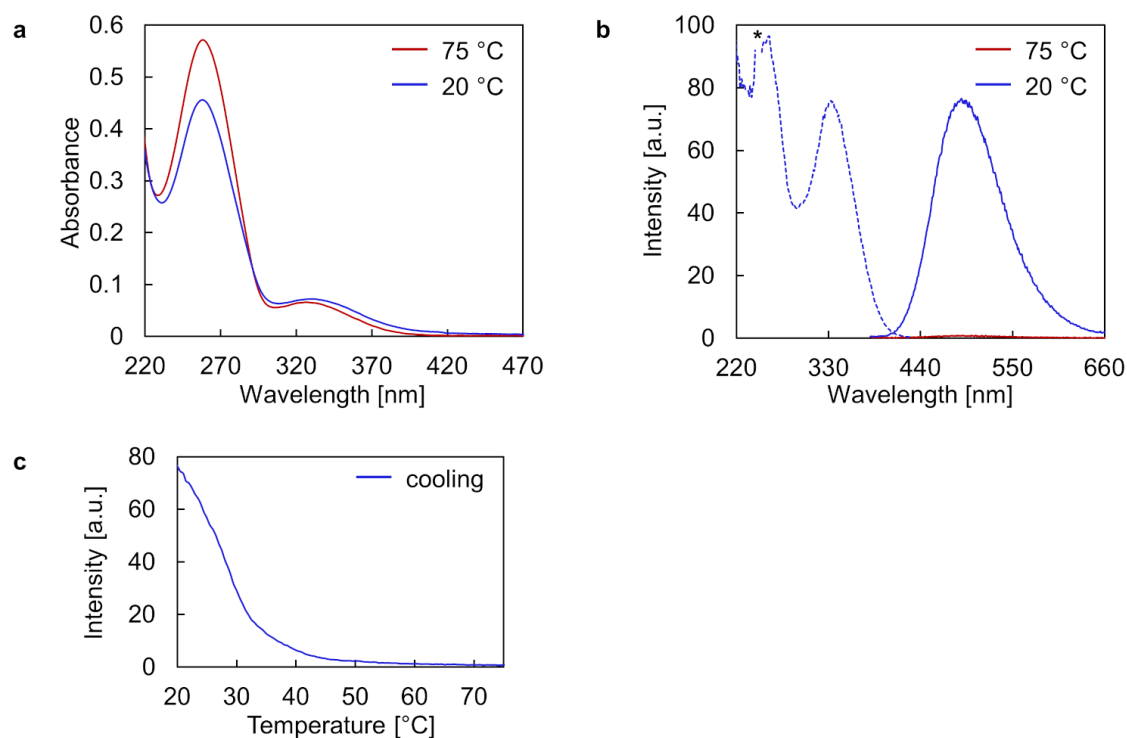 a
0.6
0.5
0.4
0.3
0.2
0.1
0
Absorbance
75 °C
20 °C
220 270 320 370 420 470
Wavelength [nm]
b
100
80
60
40
20
0
Intensity [a.u.]
*
75 °C
20 °C
220 330 440 550 660
Wavelength [nm]
c
80
60
40
20
0
Intensity [a.u.]
cooling
20 30 40 50 60 70
Temperature [°C]